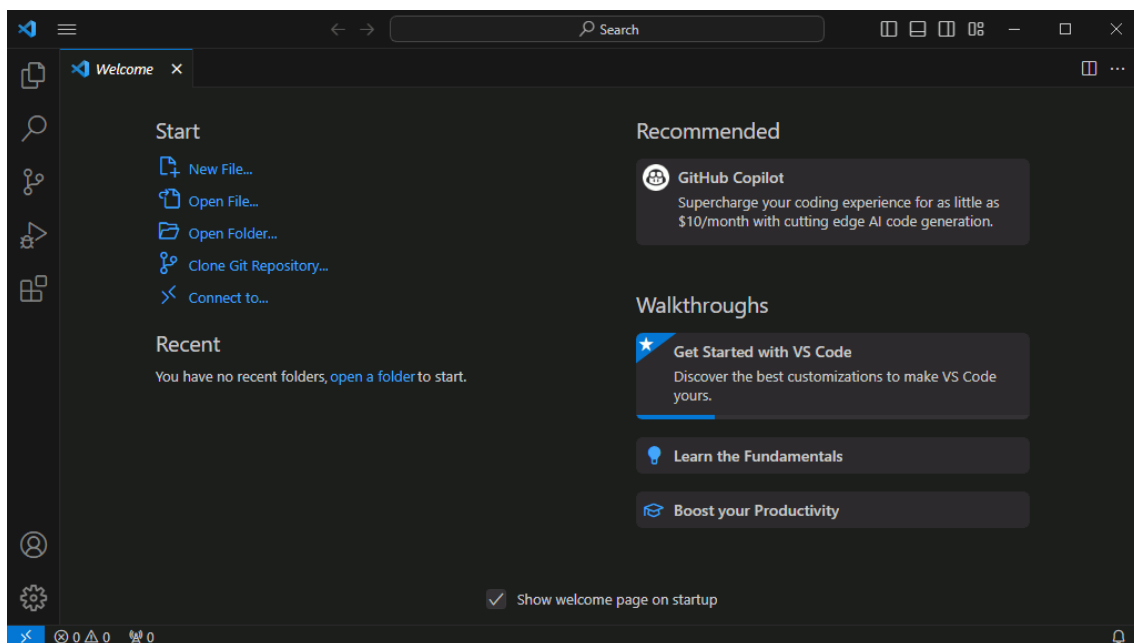 Search
Welcome
Start
New File...
Open File...
Open Folder...
Clone Git Repository...
Connect to...
Recent
You have no recent folders, open a folder to start.
Recommended
GitHub Copilot
Supercharge your coding experience for as little as
$10/month with cutting edge AI code generation.
Walkthroughs
Get Started with VS Code
Discover the best customizations to make VS Code
yours.
Learn the Fundamentals
Boost your Productivity
Show welcome page on startup
0 0 0